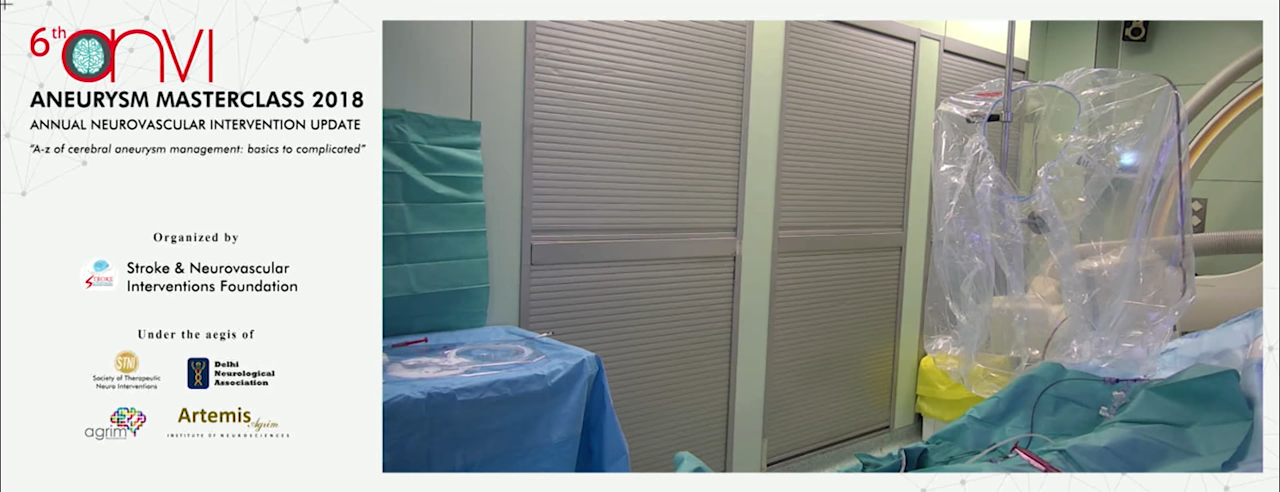 6th anvi
ANEURYSM MASTERCLASS 2018
ANNUAL NEUROVASCULAR INTERVENTION UPDATE
"A-z of cerebral aneurysm management: basics to complicated"
Organized by
Stroke & Neurovascular
Interventions Foundation
Under the aegis of
STNI
Society of Therapeutic
Neuro Interventions
Delhi
Neurological
Association
agrim
Artemis Agrim
INSTITUTE OF NEUROSCIENCES